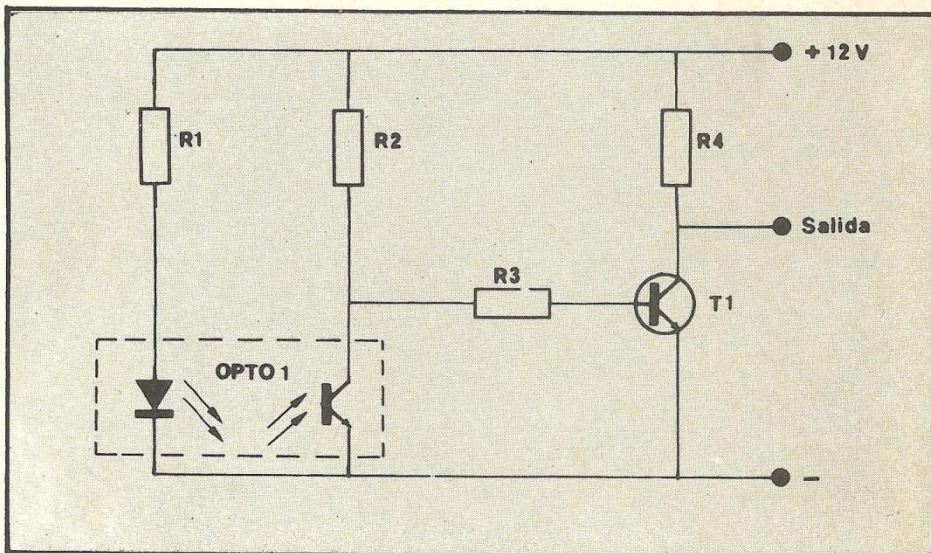 + 12 V
R1
R2
R4
Salida
R3
T1
OPTO 1
-